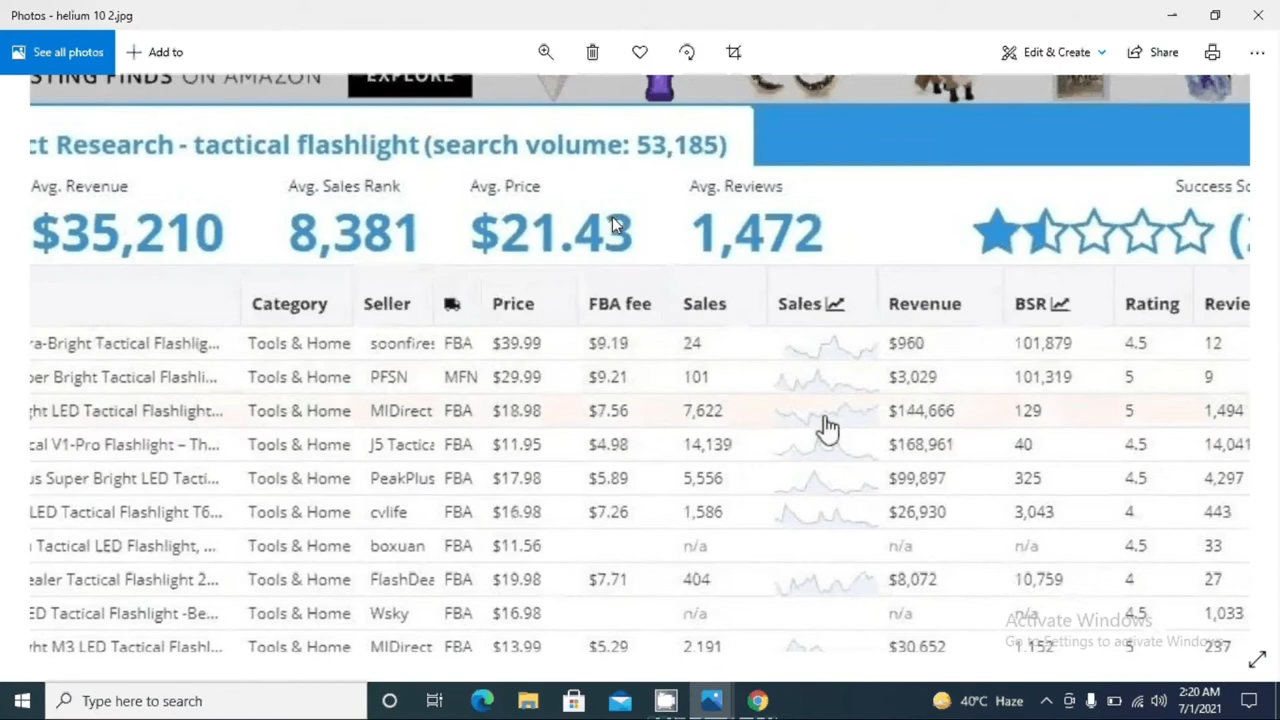 Photos - helium 10 2.jpg
See all photos Add to Edit & Create Share
STING FINDS ON AMAZON EXPLORE
ct Research - tactical flashlight (search volume: 53,185)
Avg. Revenue Avg. Sales Rank Avg. Price Avg. Reviews Success Sc
$35,210 8,381 $21.43 1,472
Category Seller Price FBA fee Sales Sales Revenue BSR Rating Revie
ra-Bright Tactical Flashlig... Tools & Home soonfires FBA $39.99 $9.19 24 $960 101,879 4.5 12
per Bright Tactical Flashli... Tools & Home PFSN MFN $29.99 $9.21 101 $3,029 101,319 5 9
ht LED Tactical Flashlight... Tools & Home MIDirect FBA $18.98 $7.56 7,622 $144,666 129 5 1,494
cal V1-Pro Flashlight – Th... Tools & Home J5 Tactica FBA $11.95 $4.98 14,139 $168,961 40 4.5 14,041
us Super Bright LED Tacti... Tools & Home PeakPlus FBA $17.98 $5.89 5,556 $99,897 325 4.5 4,297
LED Tactical Flashlight T6... Tools & Home cvlife FBA $16.98 $7.26 1,586 $26,930 3,043 4 443
n Tactical LED Flashlight, ... Tools & Home boxuan FBA $11.56 n/a n/a n/a 4.5 33
ealer Tactical Flashlight 2... Tools & Home FlashDea FBA $19.98 $7.71 404 $8,072 10,759 4 27
ED Tactical Flashlight -Be... Tools & Home Wsky FBA $16.98 n/a n/a n/a 4.5 1,033
ht M3 LED Tactical Flashl... Tools & Home MIDirect FBA $13.99 $5.29 2,191 $30,652 1,152 5 237
Activate Windows
Go to Settings to activate Windows.
Type here to search 40°C Haze 2:20 AM
7/1/2021